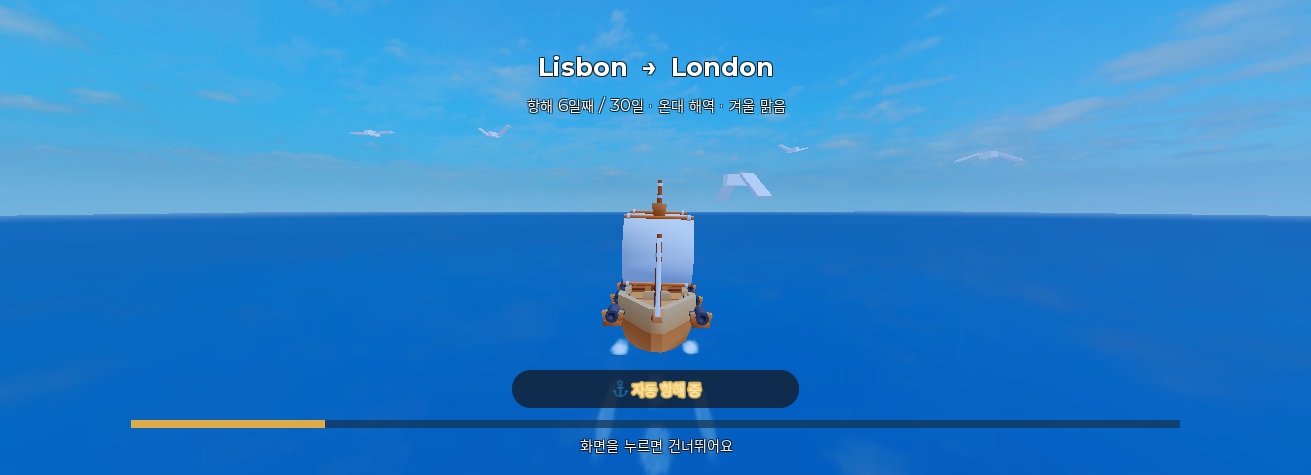 Lisbon → London
항해 6일째 / 30일 · 온대 해역 · 겨울 맑음
⚓ 자동 항해 중
화면을 누르면 건너뛰어요